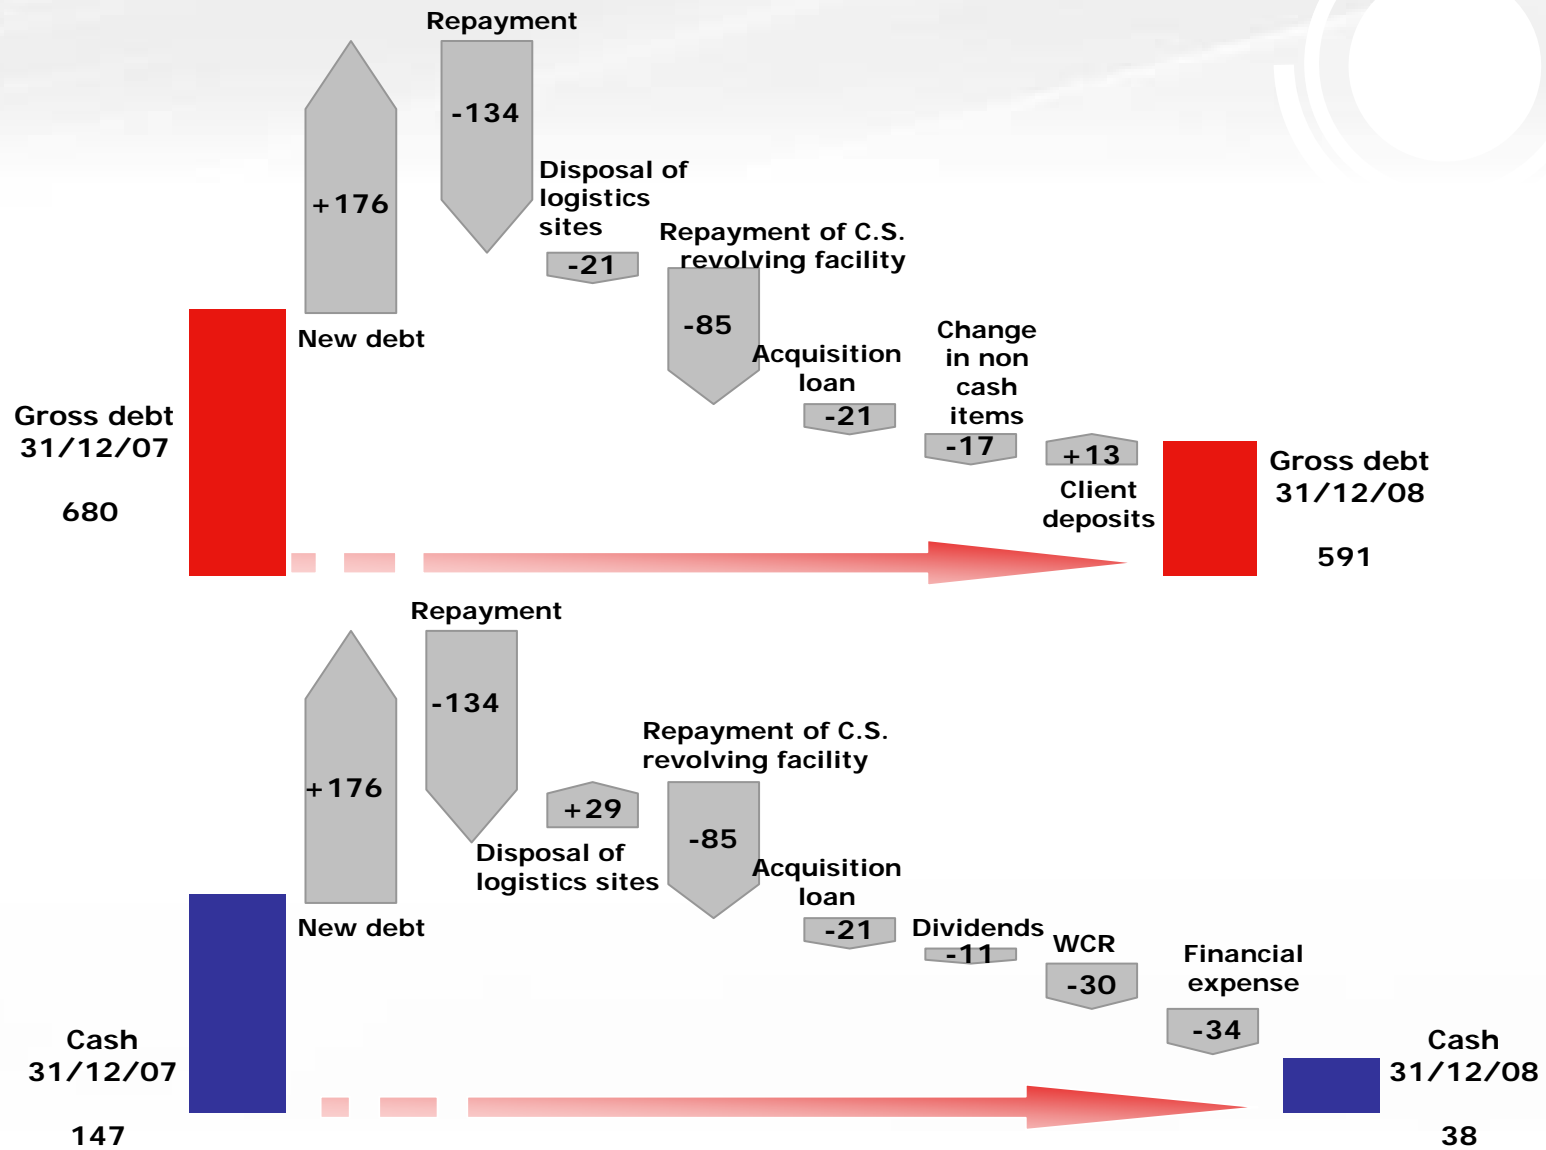 Repayment
-134
+176
New debt
Disposal of
logistics
sites
-21
Repayment of C.S.
revolving facility
-85
Acquisition
loan
-21
Change
in non
cash
items
-17
+13
Client
deposits
Gross debt
31/12/07
680
Gross debt
31/12/08
591
Repayment
-134
+176
New debt
+29
Disposal of
logistics sites
Repayment of C.S.
revolving facility
-85
Acquisition
loan
-21
Dividends
-11
WCR
-30
Financial
expense
-34
Cash
31/12/07
147
Cash
31/12/08
38